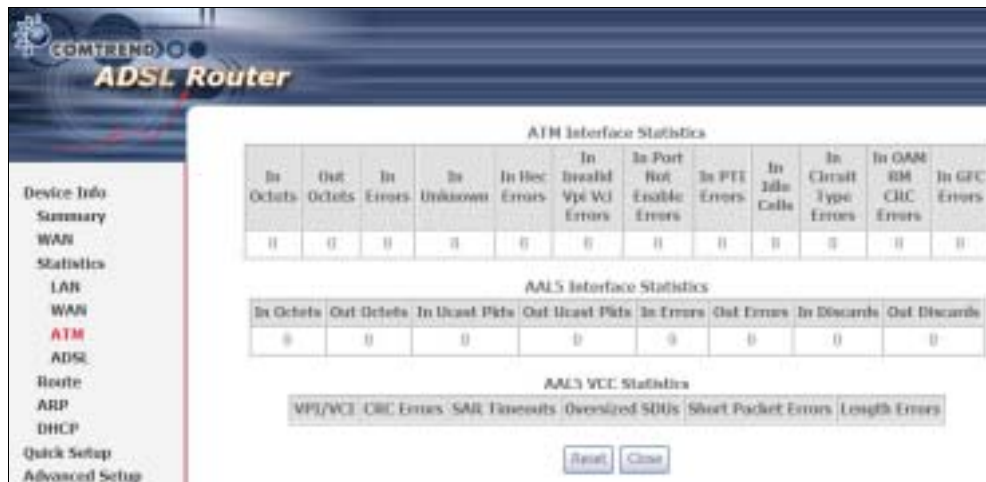 COMTREND
ADSL Router
Device Info
Summary
WAN
Statistics
LAN
WAN
ATM
ADSL
Route
ARP
DHCP
Quick Setup
Advanced Setup
ATM Interface Statistics
In Octets Out Octets In Errors In Unknown In Hec Errors In Invalid Vpi Vci Errors In Port Not Enable Errors In PTI Errors In Idle Cells In Circuit Type Errors In OAM RM CRC Errors In GFC Errors
0 0 0 0 0 0 0 0 0 0 0 0
AAL5 Interface Statistics
In Octets Out Octets In Ucast Pkts Out Ucast Pkts In Errors Out Errors In Discards Out Discards
0 0 0 0 0 0 0 0
AAL5 VCC Statistics
VPI/VCI CRC Errors SAR Timeouts Oversized SDUs Short Packet Errors Length Errors
Reset Close